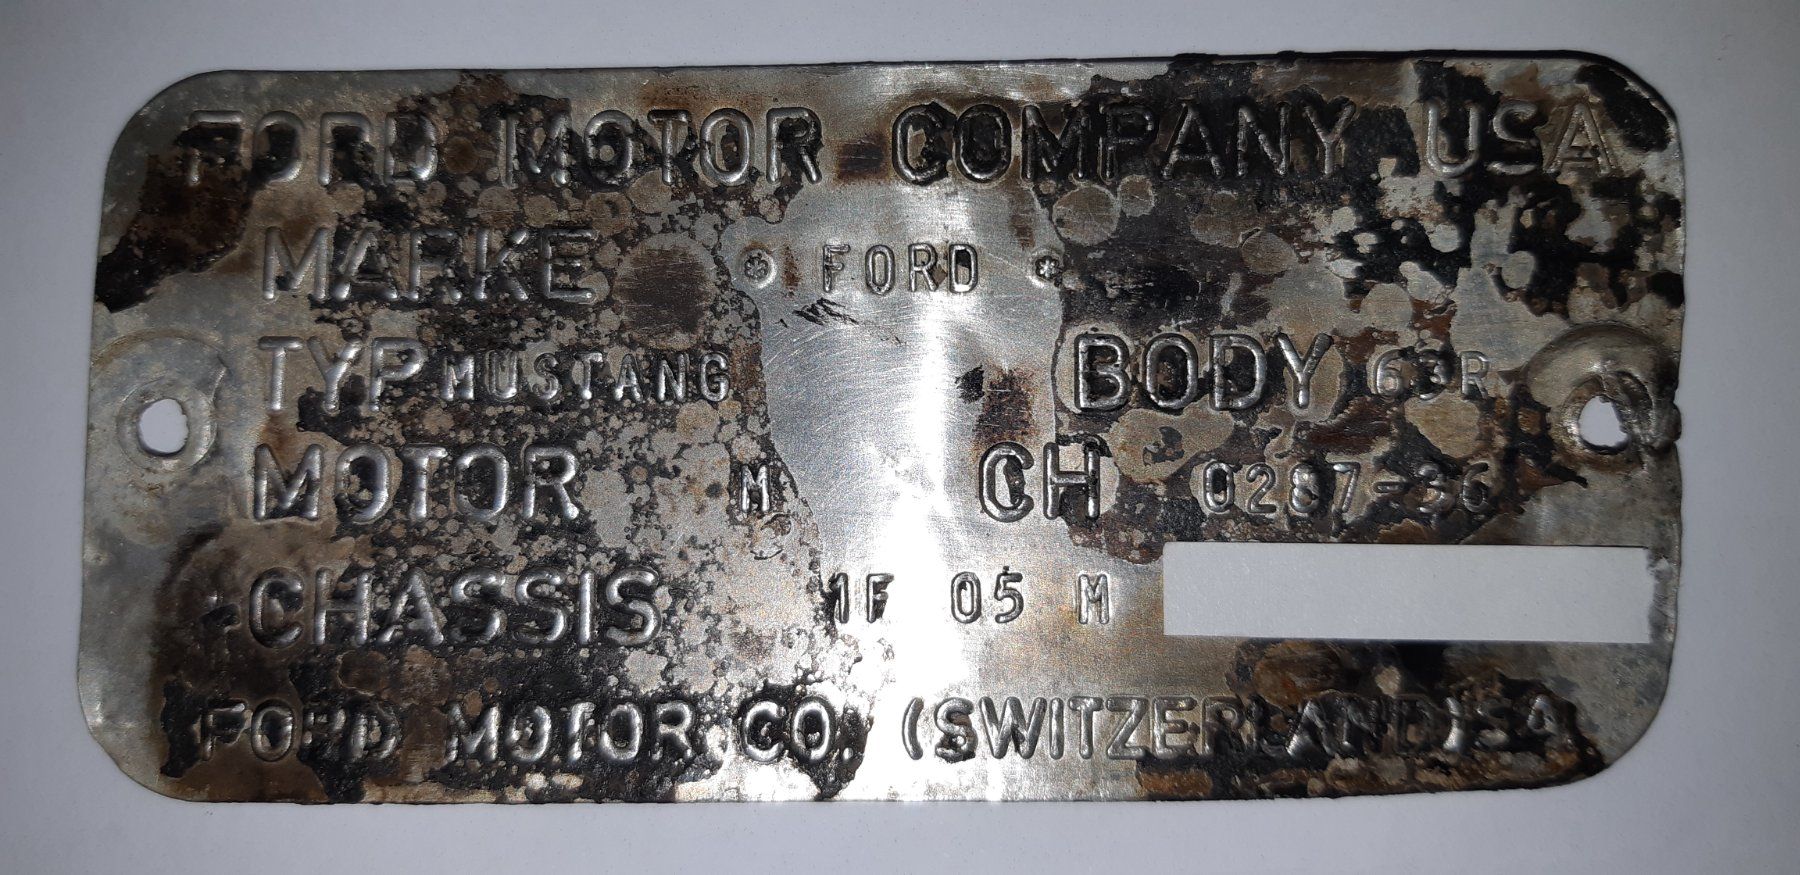 FORD MOTOR COMPANY USA
MARKE * FORD *
TYP MUSTANG BODY 63R
MOTOR M CH 0287-36
CHASSIS 1F 05 M
FORD MOTOR CO. (SWITZERLAND) SA